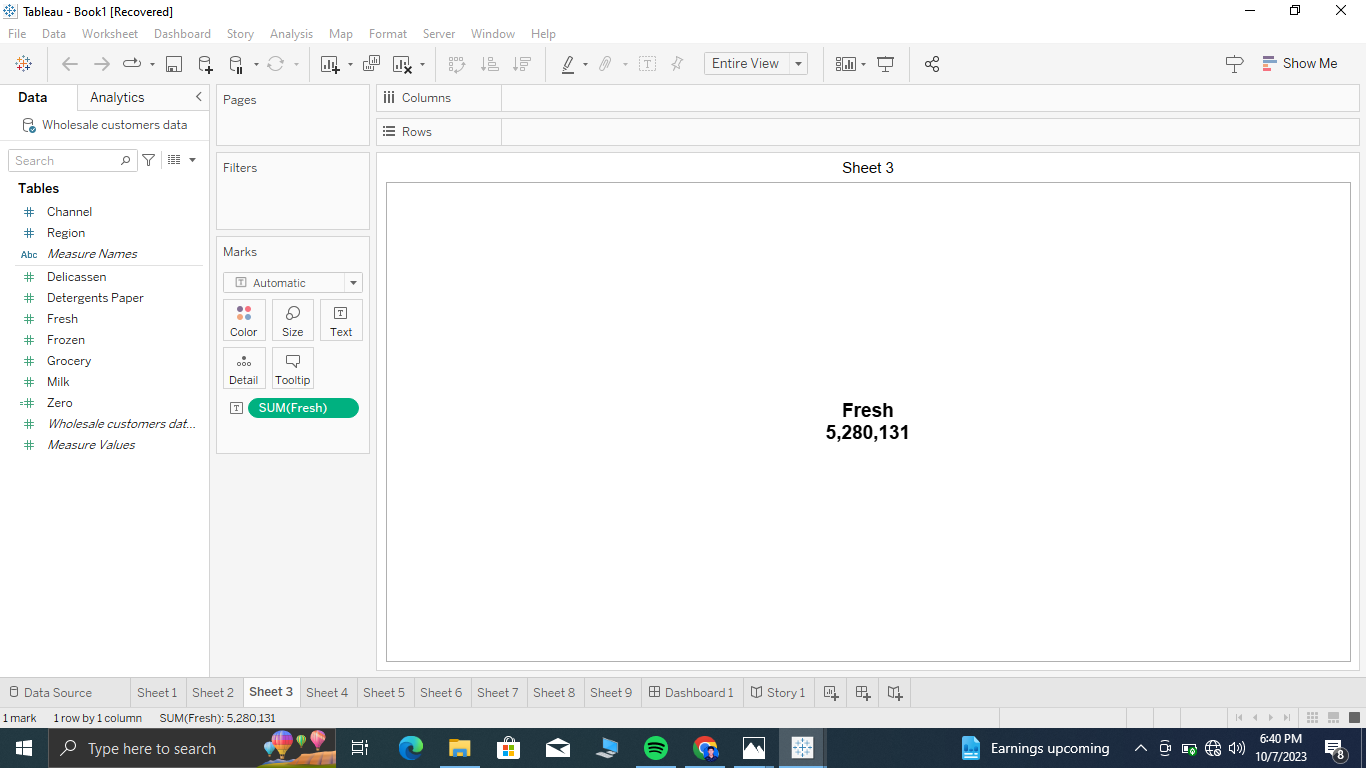 Tableau - Book1 [Recovered]
File Data Worksheet Dashboard Story Analysis Map Format Server Window Help
Entire View
Show Me
Data Analytics
Wholesale customers data
Search
Tables
Channel
Region
Abc Measure Names
Delicassen
Detergents Paper
Fresh
Frozen
Grocery
Milk
Zero
Wholesale customers dat...
Measure Values
Pages
Filters
Marks
Automatic
Color Size Text
Detail Tooltip
SUM(Fresh)
Columns
Rows
Sheet 3
Fresh
5,280,131
Data Source Sheet 1 Sheet 2 Sheet 3 Sheet 4 Sheet 5 Sheet 6 Sheet 7 Sheet 8 Sheet 9 Dashboard 1 Story 1
1 mark 1 row by 1 column SUM(Fresh): 5,280,131
Type here to search
Earnings upcoming
6:40 PM
10/7/2023
8